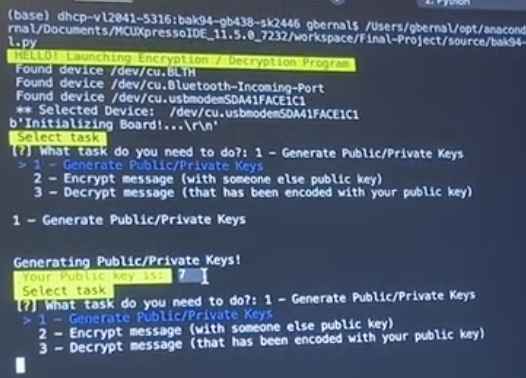 2. Python
(base) dhcp-vl2041-5316:bak94-gb438-sk2446 gbernal$ /Users/gbernal/opt/anacond
rnal/Documents/MCUXpressoIDE_11.5.0_7232/workspace/Final-Project/source/bak94-
l.py
HELLO! Launching Encryption / Decryption Program
Found device /dev/cu.BLTH
Found device /dev/cu.Bluetooth-Incoming-Port
Found device /dev/cu.usbmodemSDA41FACE1C1
** Selected Device:  /dev/cu.usbmodemSDA41FACE1C1
b'Initializing Board!...\r\n'
Select task
[?] What task do you need to do?: 1 - Generate Public/Private Keys
> 1 - Generate Public/Private Keys
2 - Encrypt message (with someone else public key)
3 - Decrypt message (that has been encoded with your public key)
1 - Generate Public/Private Keys
Generating Public/Private Keys!
Your Public key is: 7
Select task
[?] What task do you need to do?: 1 - Generate Public/Private Keys
> 1 - Generate Public/Private Keys
2 - Encrypt message (with someone else public key)
3 - Decrypt message (that has been encoded with your public key)